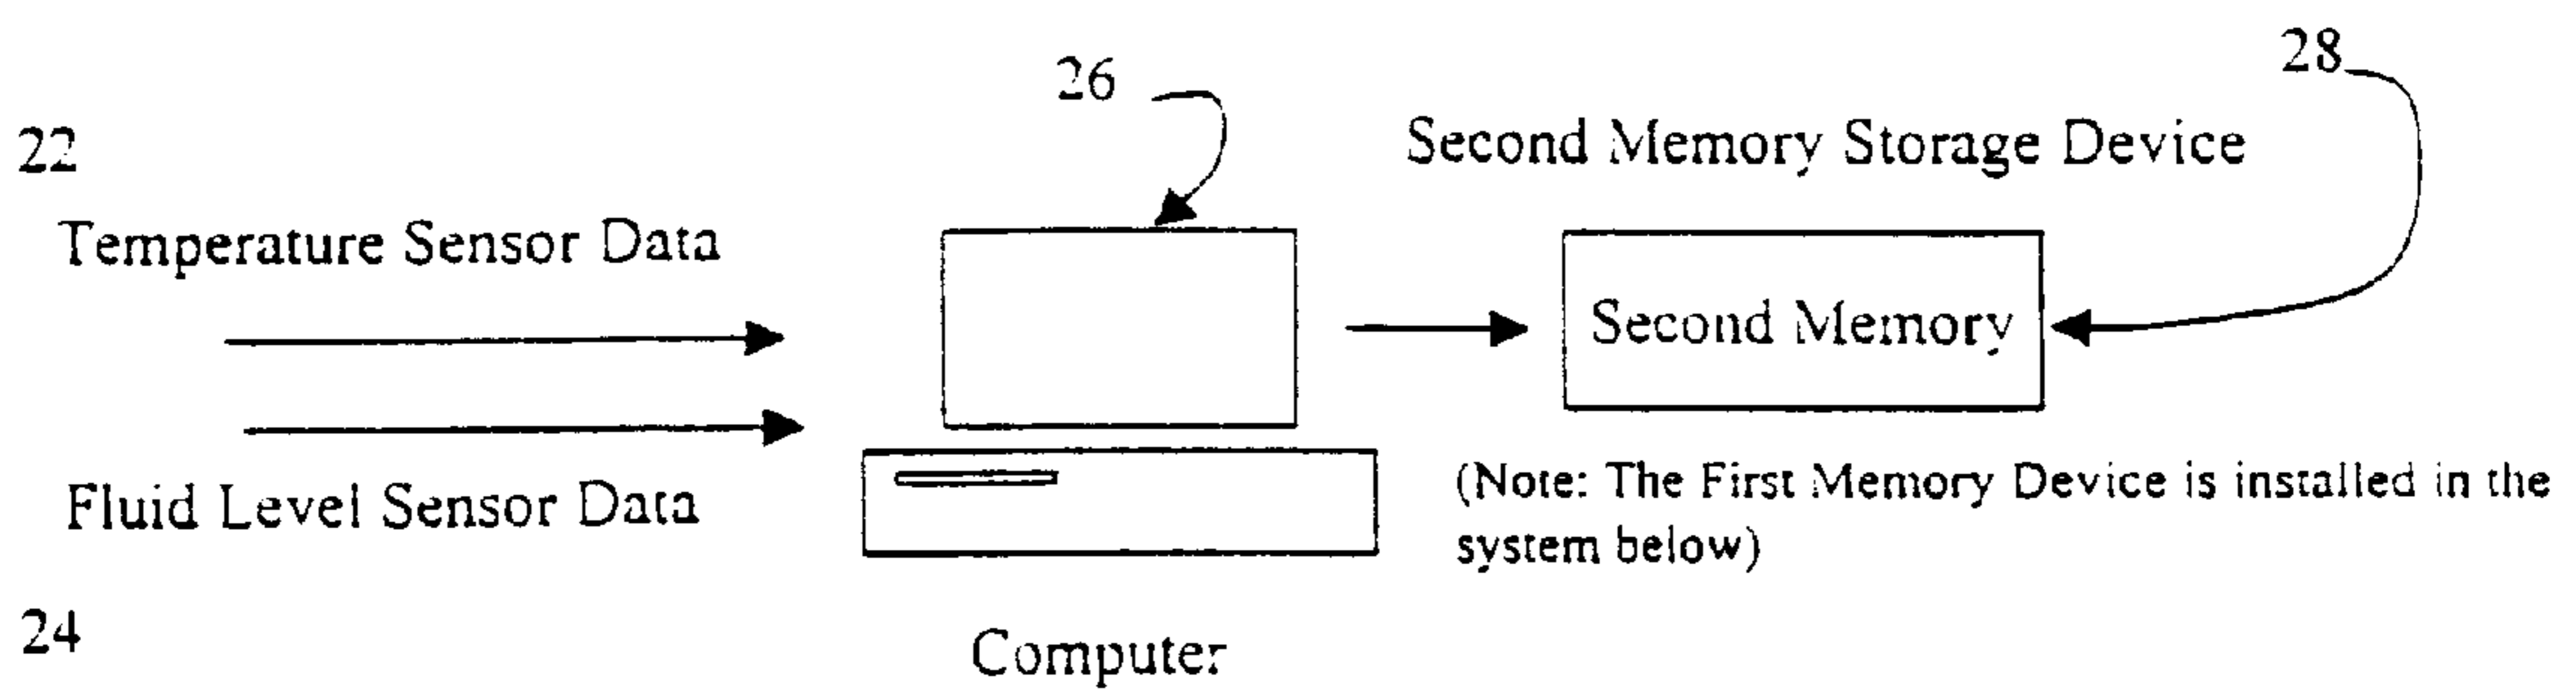 28
26
22
Second Memory Storage Device
Temperature Sensor Data
Second Memory
Fluid Level Sensor Data
(Note: The First Memory Device is installed in the
system below)
24
Computer